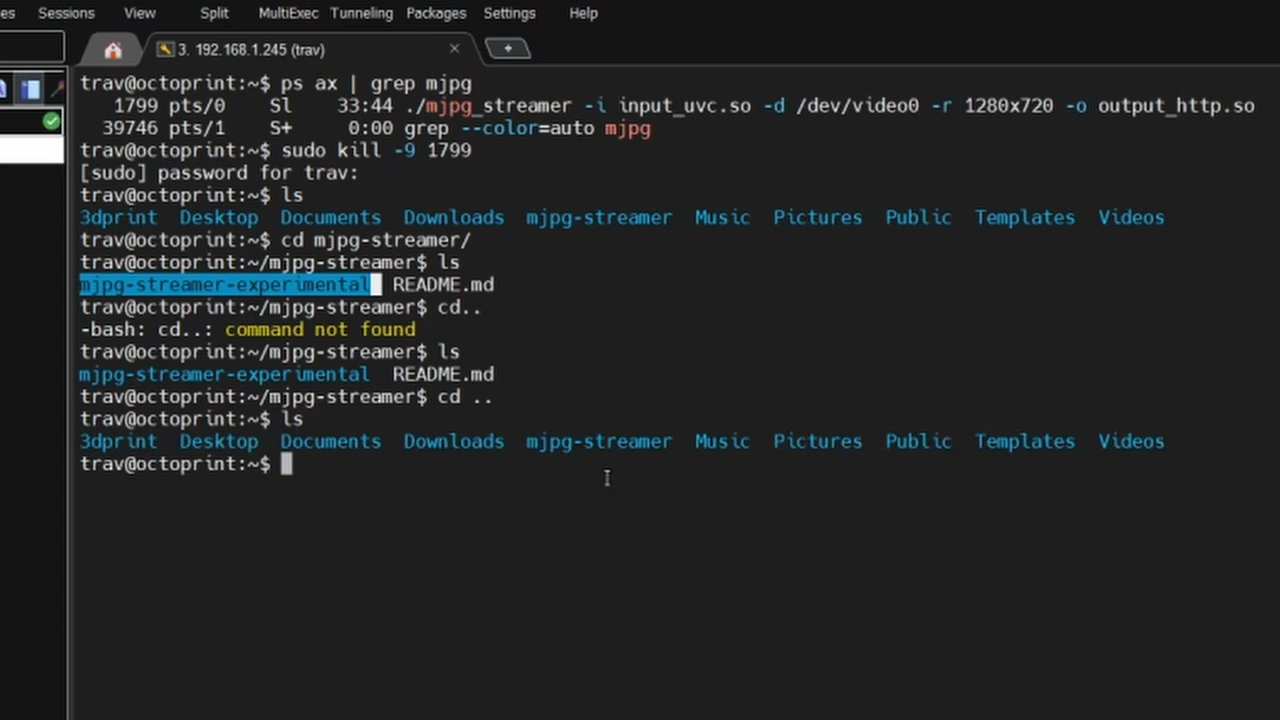 Sessions View Split MultiExec Tunneling Packages Settings Help
3. 192.168.1.245 (trav)
trav@octoprint:~$ ps ax | grep mjpg
1799 pts/0 Sl 33:44 ./mjpg_streamer -i input_uvc.so -d /dev/video0 -r 1280x720 -o output_http.so
39746 pts/1 S+ 0:00 grep --color=auto mjpg
trav@octoprint:~$ sudo kill -9 1799
[sudo] password for trav:
trav@octoprint:~$ ls
3dprint Desktop Documents Downloads mjpg-streamer Music Pictures Public Templates Videos
trav@octoprint:~$ cd mjpg-streamer/
trav@octoprint:~/mjpg-streamer$ ls
mjpg-streamer-experimental README.md
trav@octoprint:~/mjpg-streamer$ cd..
-bash: cd..: command not found
trav@octoprint:~/mjpg-streamer$ ls
mjpg-streamer-experimental README.md
trav@octoprint:~/mjpg-streamer$ cd ..
trav@octoprint:~$ ls
3dprint Desktop Documents Downloads mjpg-streamer Music Pictures Public Templates Videos
trav@octoprint:~$